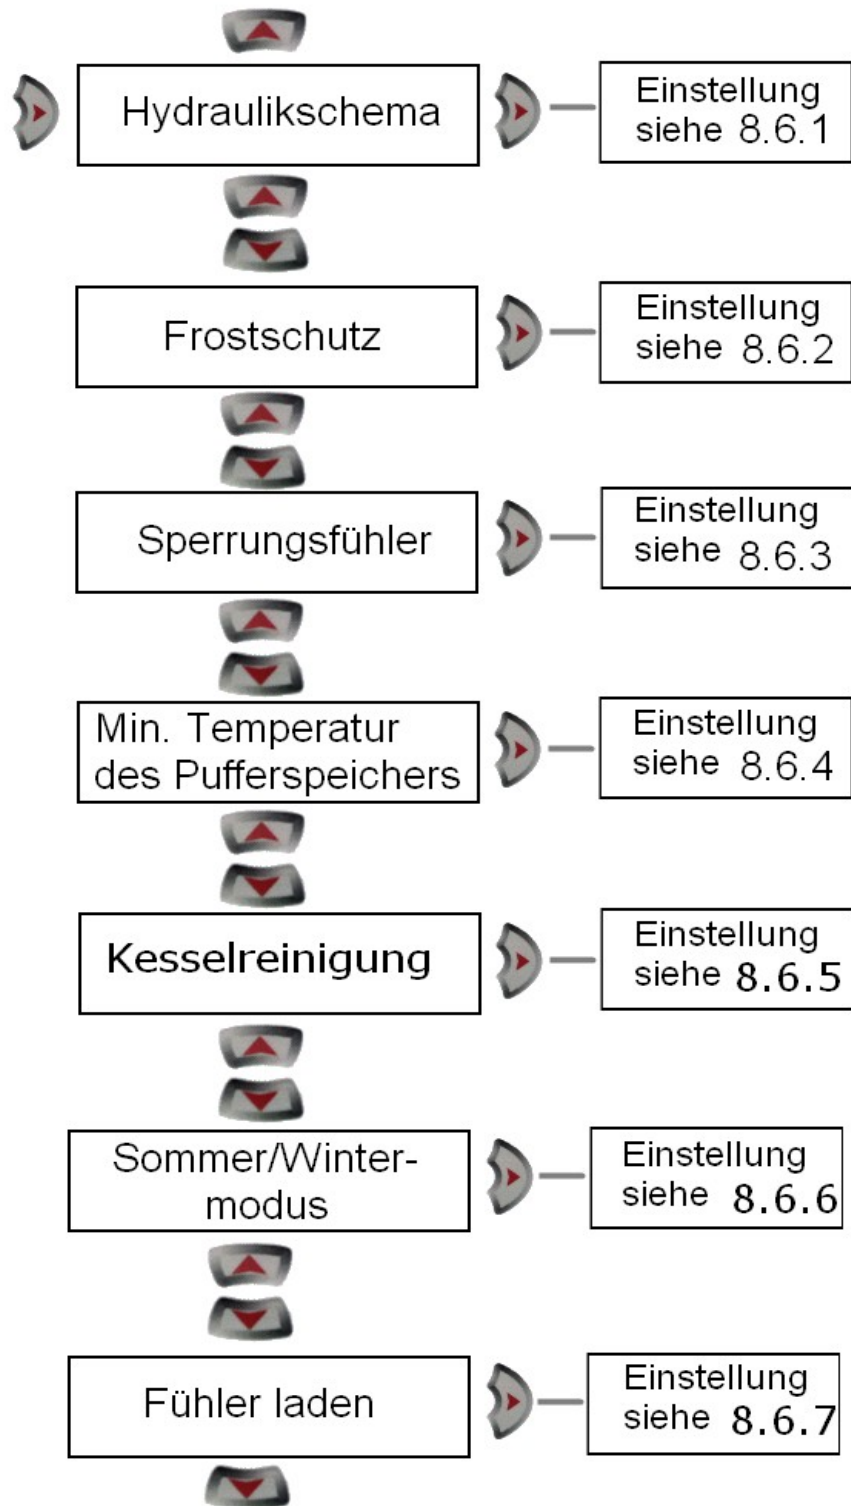 Hydraulikschema
Einstellung
siehe 8.6.1
Frostschutz
Einstellung
siehe 8.6.2
Sperrungsfühler
Einstellung
siehe 8.6.3
Min. Temperatur
des Pufferspeichers
Einstellung
siehe 8.6.4
Kesselreinigung
Einstellung
siehe 8.6.5
Sommer/Winter-
modus
Einstellung
siehe 8.6.6
Fühler laden
Einstellung
siehe 8.6.7